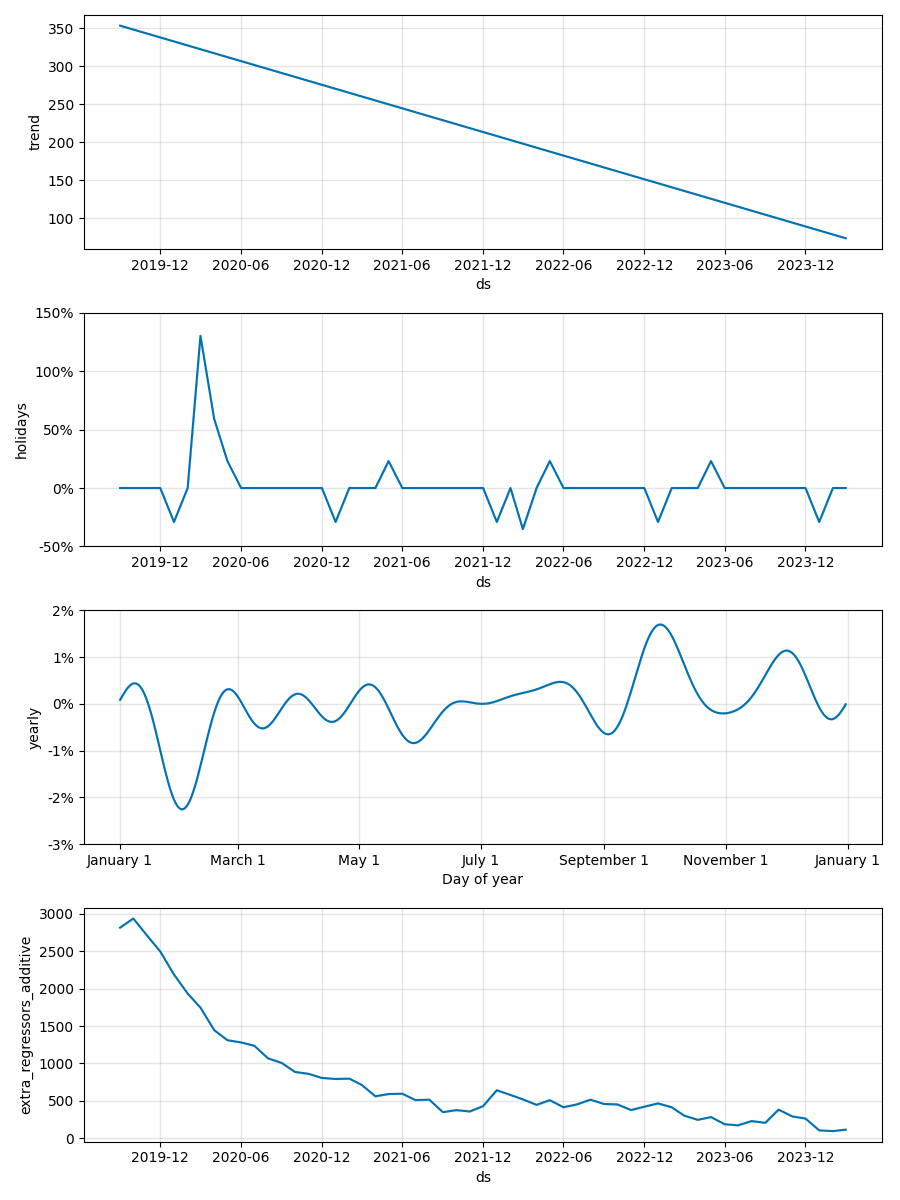 350
300
250
200
150
100
trend
2019-12 2020-06 2020-12 2021-06 2021-12 2022-06 2022-12 2023-06 2023-12
ds
150%
100%
50%
0%
-50%
holidays
2019-12 2020-06 2020-12 2021-06 2021-12 2022-06 2022-12 2023-06 2023-12
ds
2%
1%
0%
-1%
-2%
-3%
yearly
January 1 March 1 May 1 July 1 September 1 November 1 January 1
Day of year
3000
2500
2000
1500
1000
500
0
extra_regressors_additive
2019-12 2020-06 2020-12 2021-06 2021-12 2022-06 2022-12 2023-06 2023-12
ds